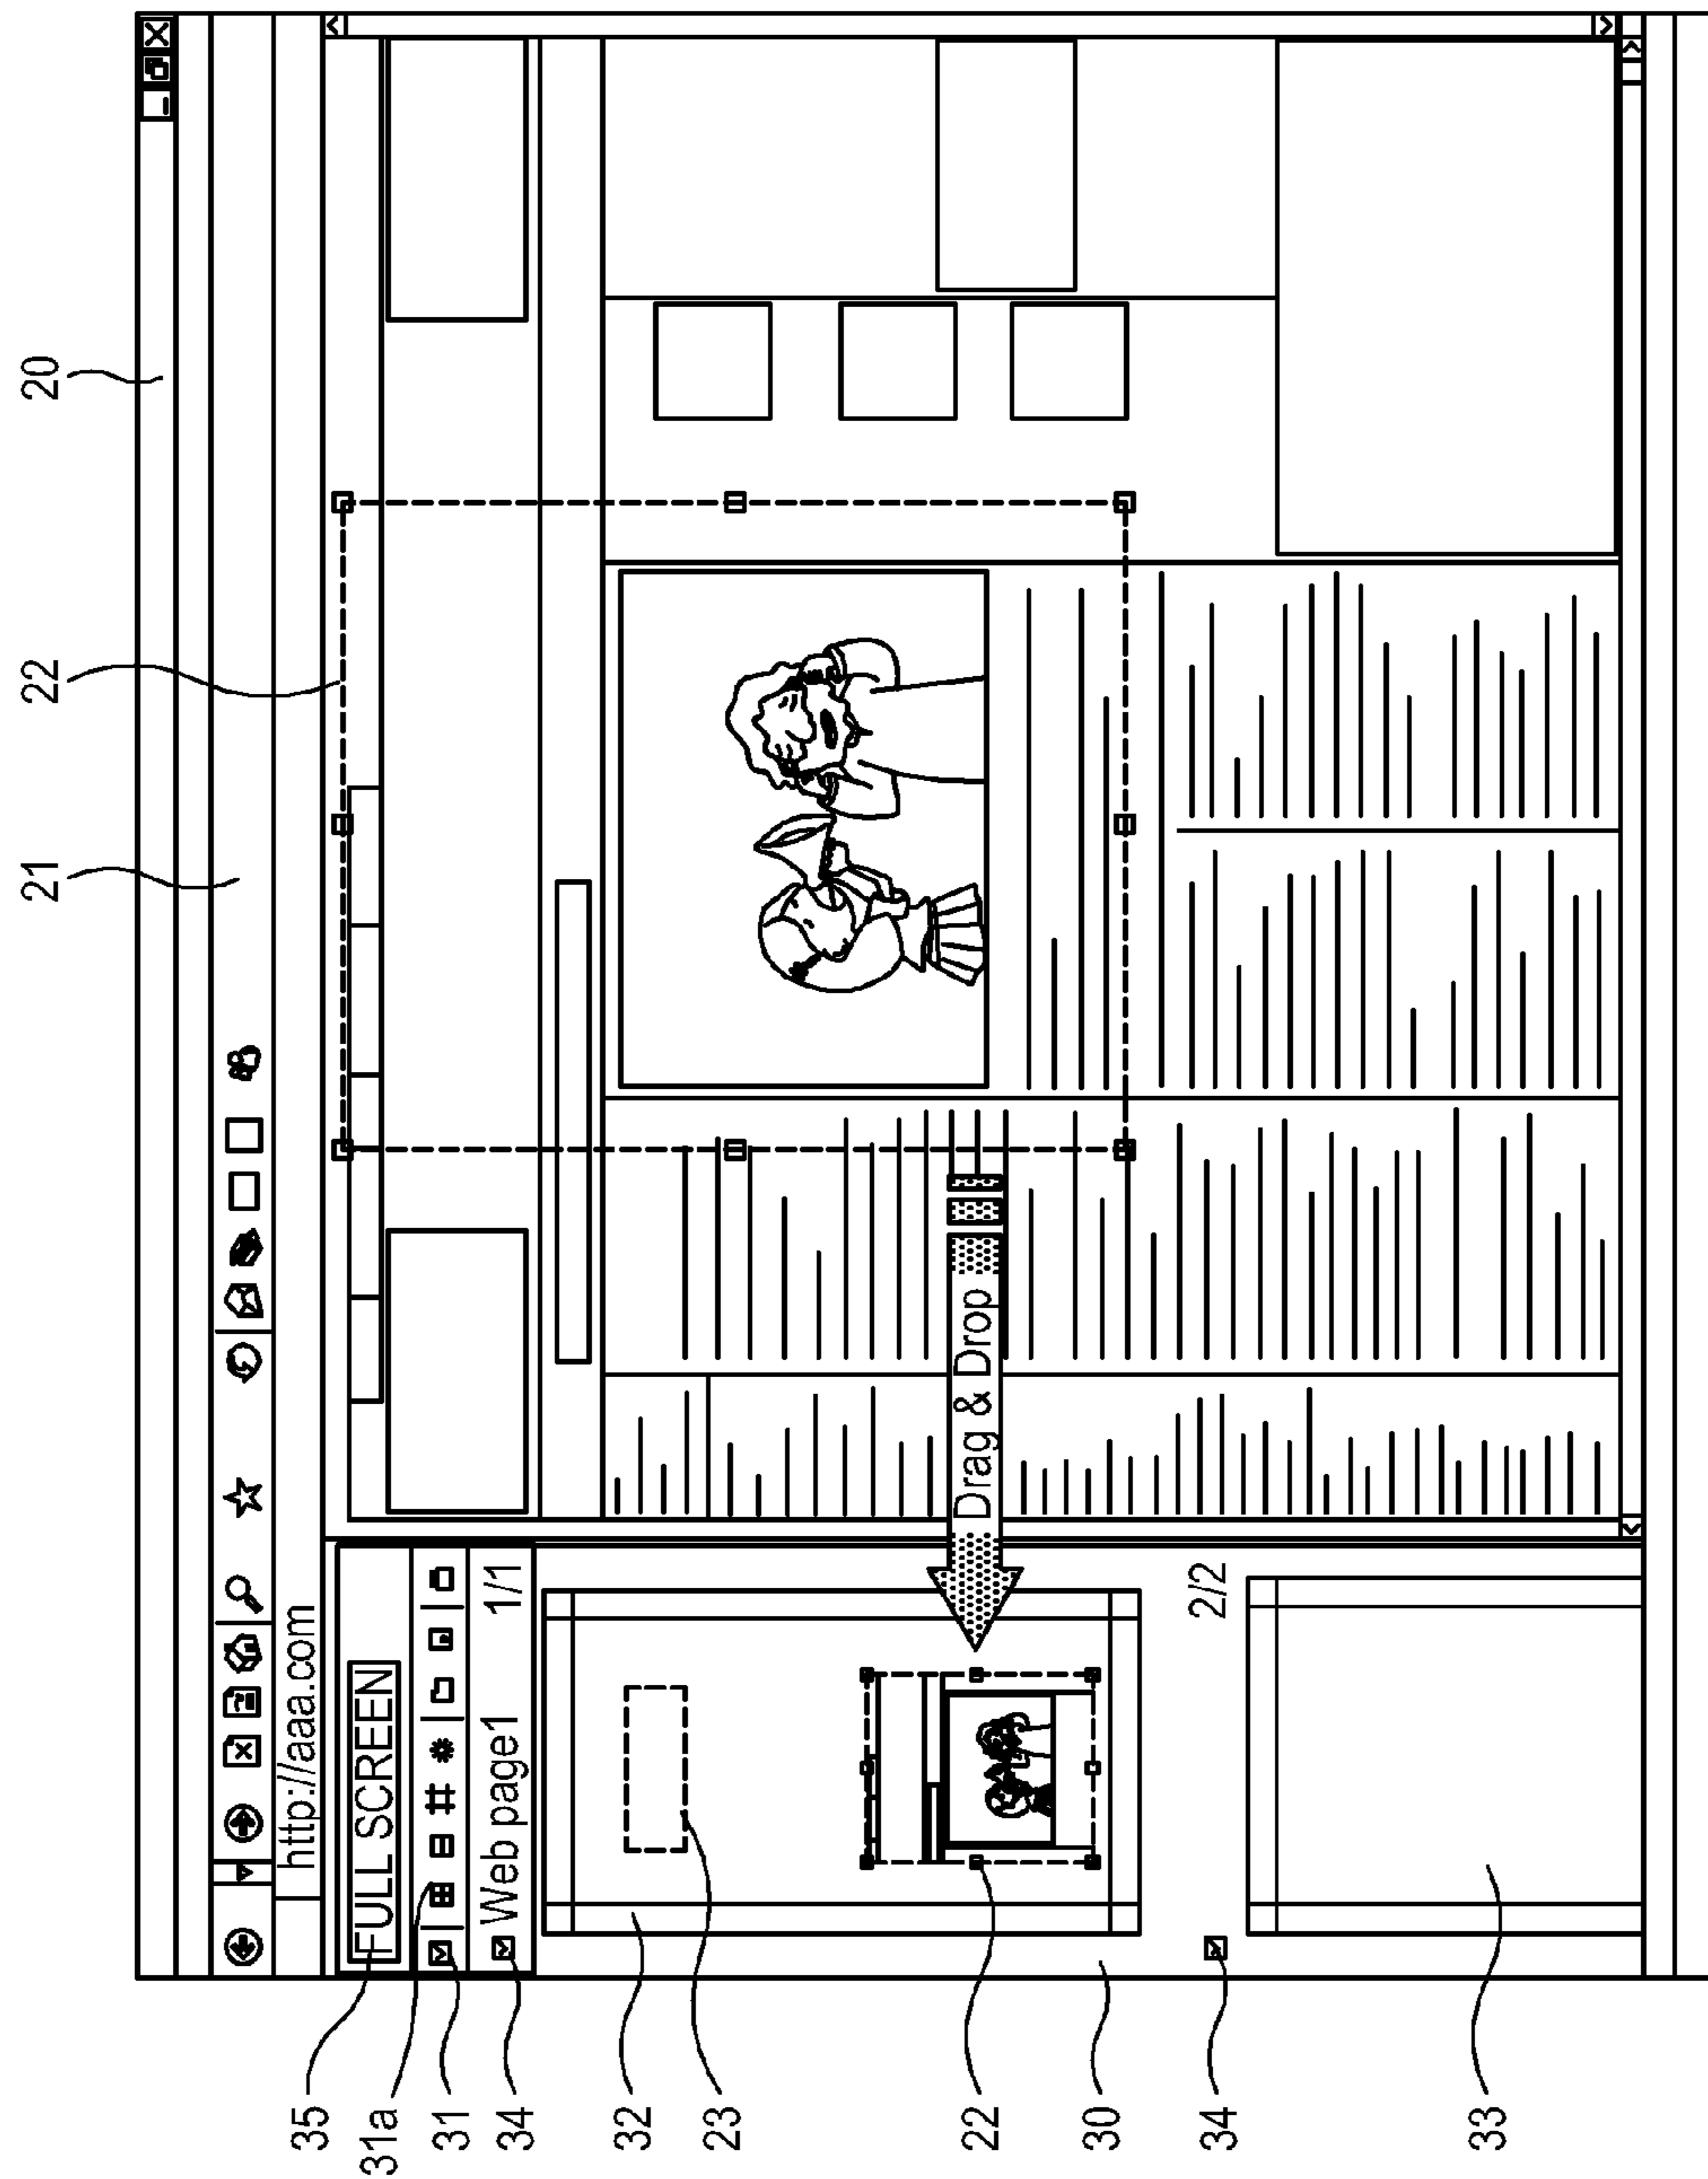 20
22
21
http://aaa.com
FULL SCREEN
Web page1 1/1
Drag & Drop
2/2
35
31a
31
34
32
23
22
30
34
33